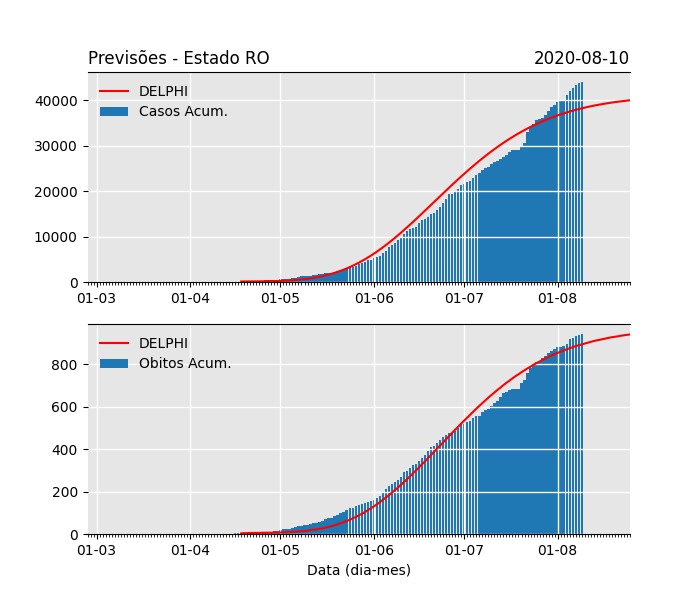 Previsões - Estado RO 2020-08-10
DELPHI
Casos Acum.
40000
30000
20000
10000
0
01-03 01-04 01-05 01-06 01-07 01-08
DELPHI
Obitos Acum.
800
600
400
200
0
01-03 01-04 01-05 01-06 01-07 01-08
Data (dia-mes)